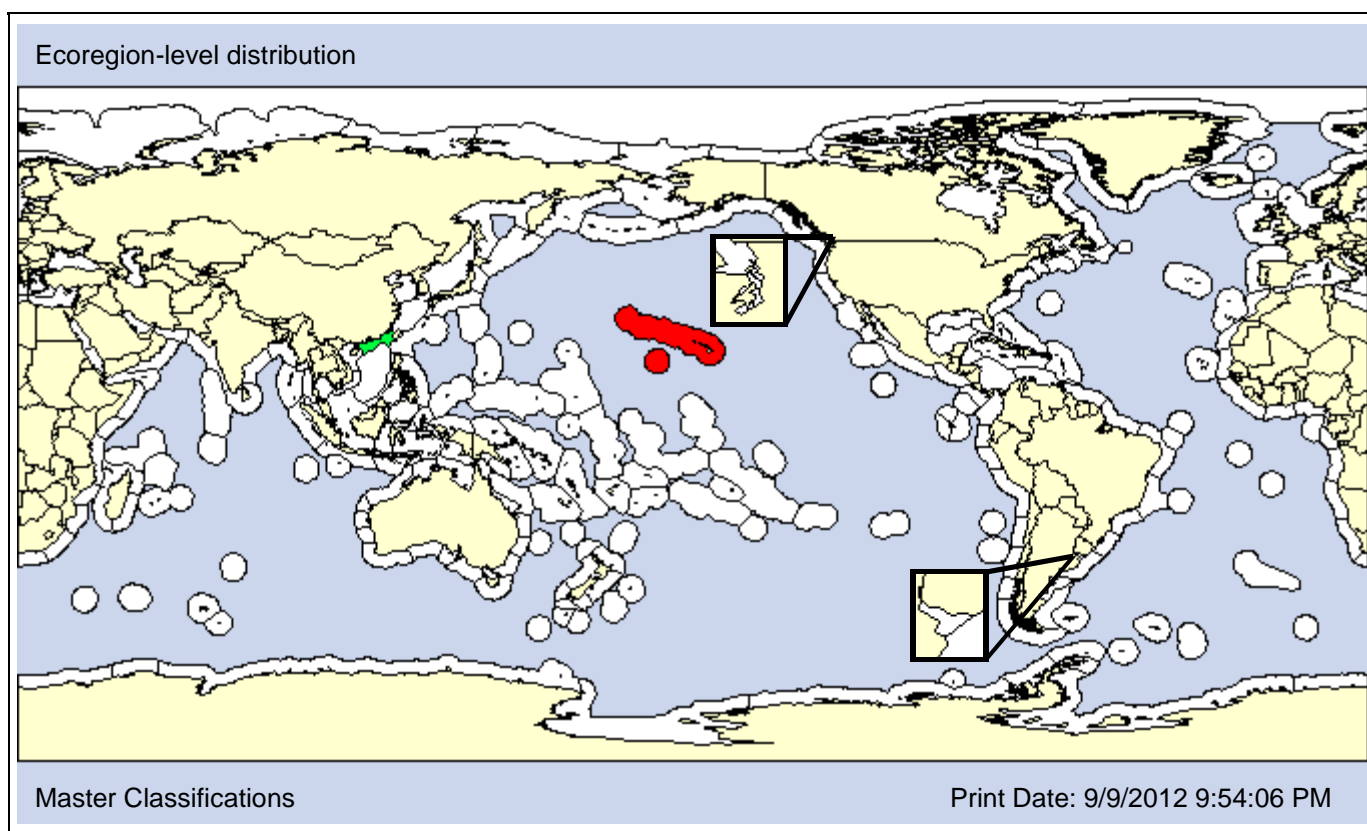 Ecoregion-level distribution
Master Classifications
Print Date: 9/9/2012 9:54:06 PM